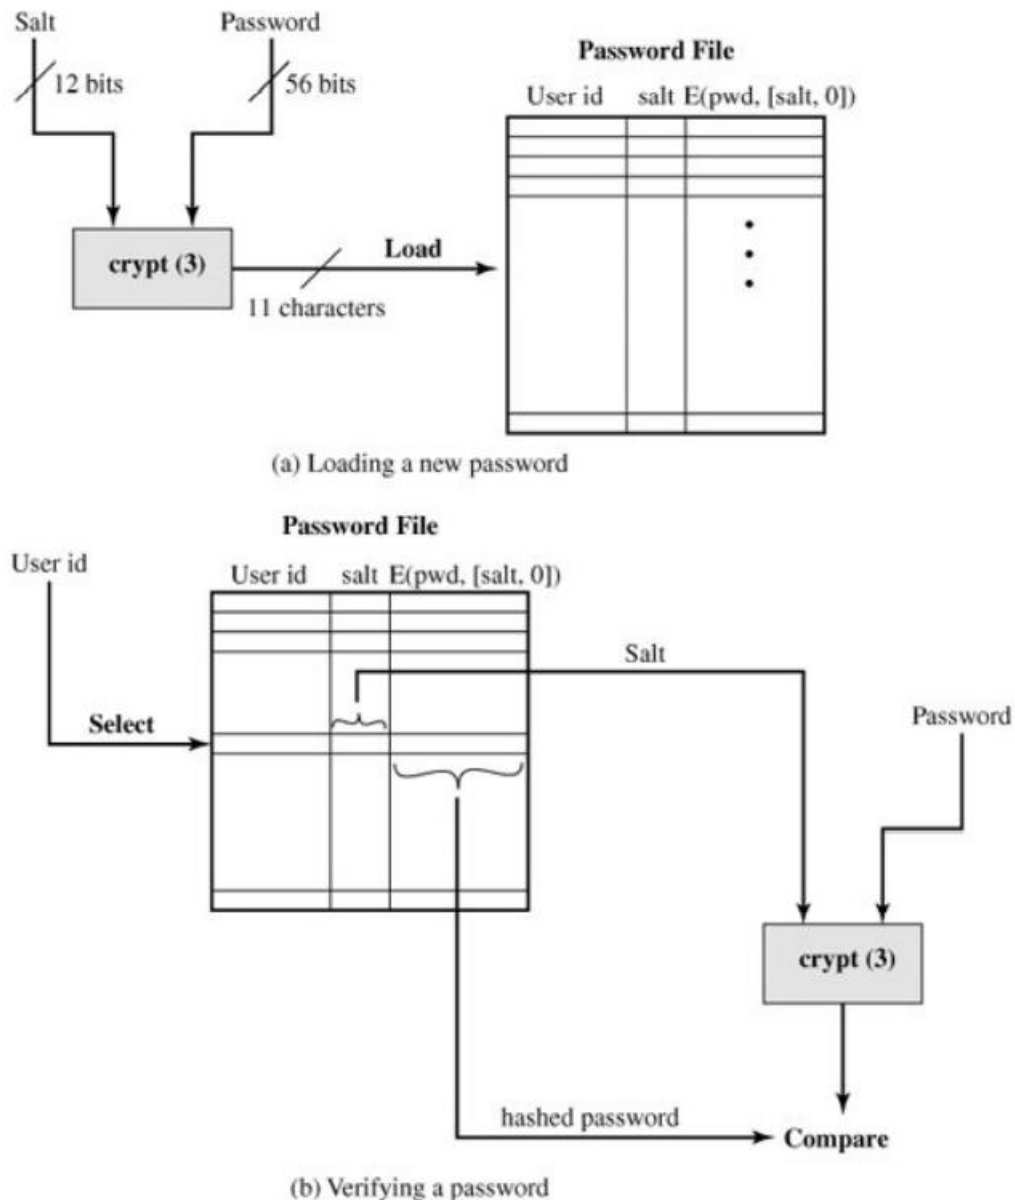 Salt
Password
12 bits
56 bits
Password File
User id salt E(pwd, [salt, 0])
crypt (3)
Load
11 characters
(a) Loading a new password
Password File
User id
User id salt E(pwd, [salt, 0])
Salt
Select
Password
crypt (3)
hashed password
Compare
(b) Verifying a password